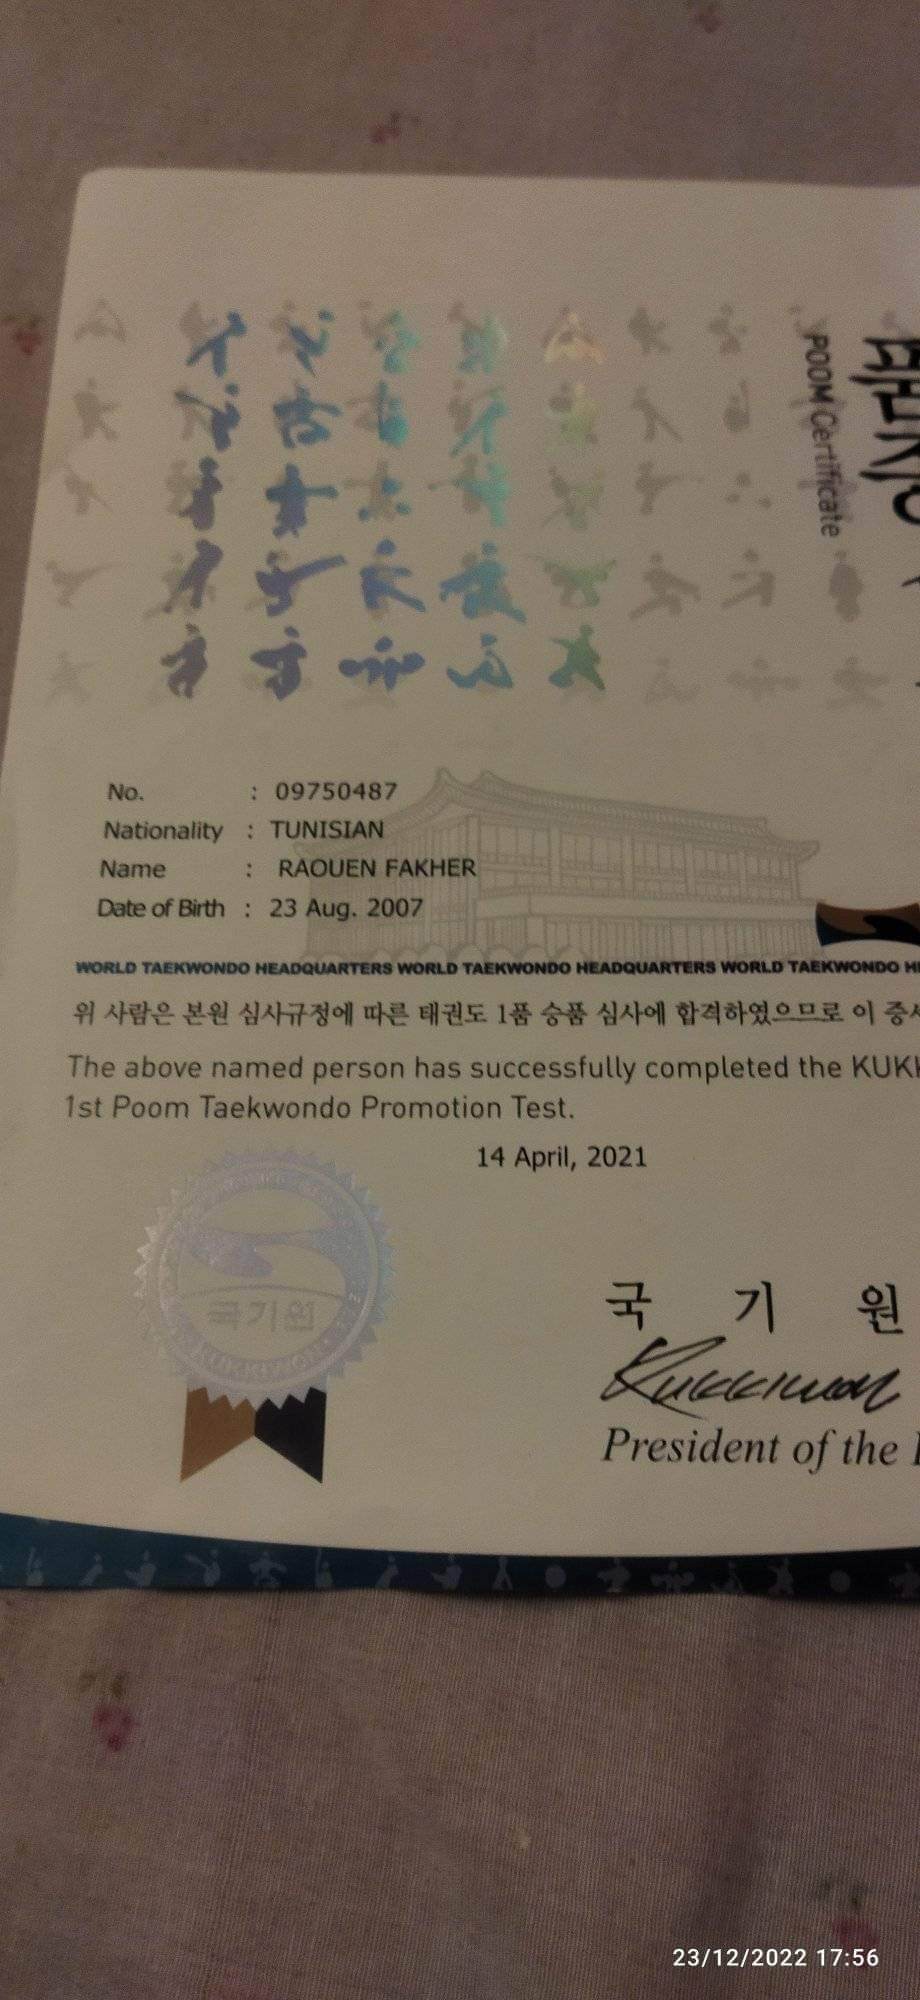 POOM Certificate
No. : 09750487
Nationality : TUNISIAN
Name : RAOUEN FAKHER
Date of Birth : 23 Aug. 2007
WORLD TAEKWONDO HEADQUARTERS WORLD TAEKWONDO HEADQUARTERS WORLD TAEKWONDO
위 사람은 본원 심사규정에 따른 태권도 1품 승품 심사에 합격하였으므로 이
The above named person has successfully completed the
1st Poom Taekwondo Promotion Test.
14 April, 2021
국기원
KUKKIWON
국 기 원
Kukkiwon
President of the
23/12/2022 17:56